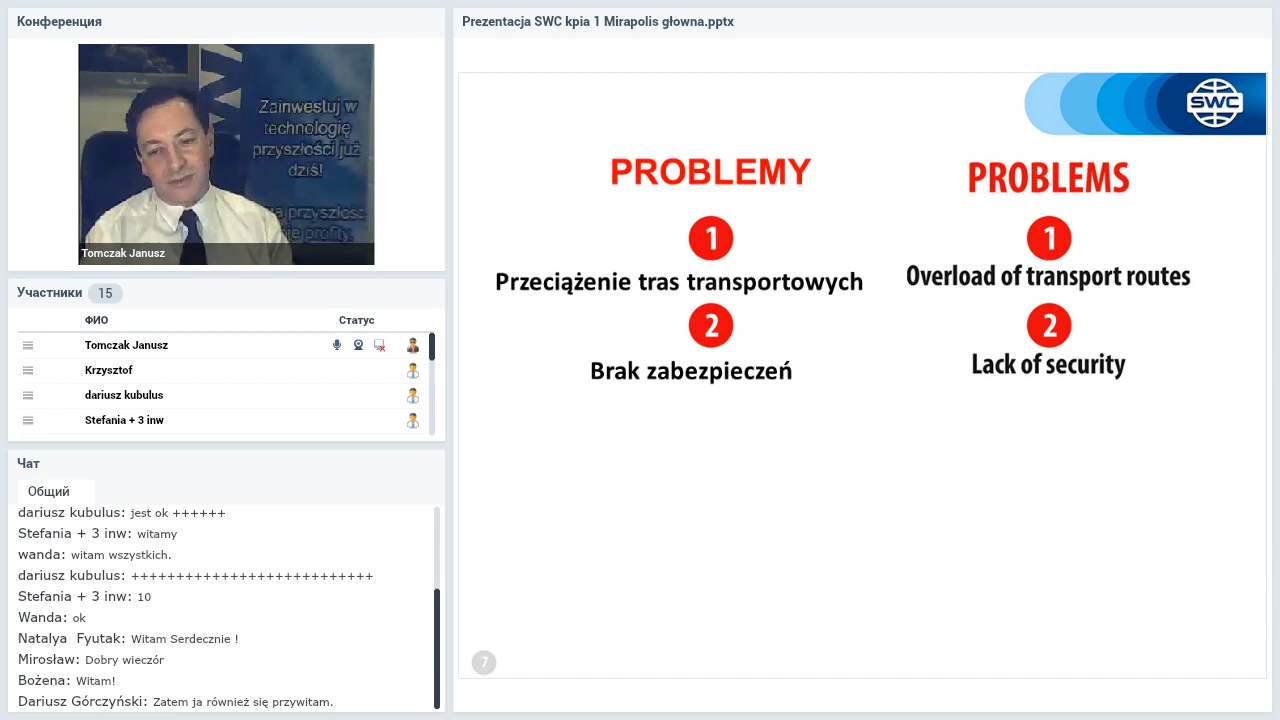 Конференция
Zainwestuj w
technologię
przyszłości już
dziś!
profity.
Tomczak Janusz
Участники 15
ФИО Статус
Tomczak Janusz
Krzysztof
dariusz kubulus
Stefania + 3 inw
Чат
Общий
dariusz kubulus: jest ok ++++++
Stefania + 3 inw: witamy
wanda: witam wszystkich.
dariusz kubulus: +++++++++++++++++++++++++++
Stefania + 3 inw: 10
Wanda: ok
Natalya Fyutak: Witam Serdecznie !
Mirosław: Dobry wieczór
Bożena: Witam!
Dariusz Górczyński: Zatem ja również się przywitam.
Prezentacja SWC kpia 1 Mirapolis głowna.pptx
SWC
PROBLEMY
1
Przeciążenie tras transportowych
2
Brak zabezpieczeń
PROBLEMS
1
Overload of transport routes
2
Lack of security
7